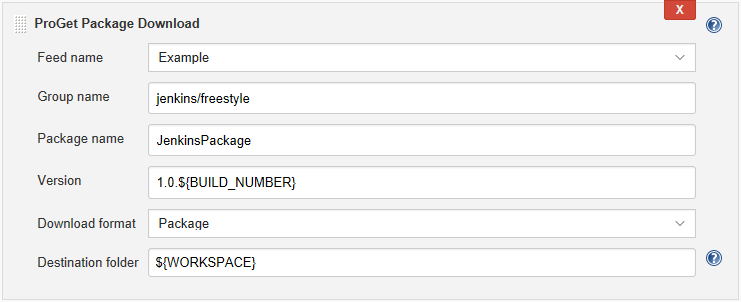 X
ProGet Package Download
Feed name Example
Group name jenkins/freestyle
Package name JenkinsPackage
Version 1.0.${BUILD_NUMBER}
Download format Package
Destination folder ${WORKSPACE}